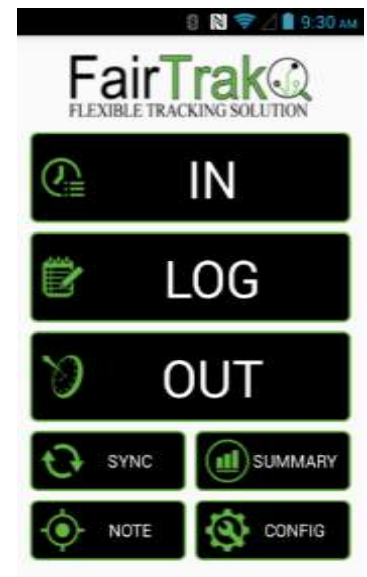 9:30 AM
FairTrak
FLEXIBLE TRACKING SOLUTION
IN
LOG
OUT
SYNC
SUMMARY
NOTE
CONFIG